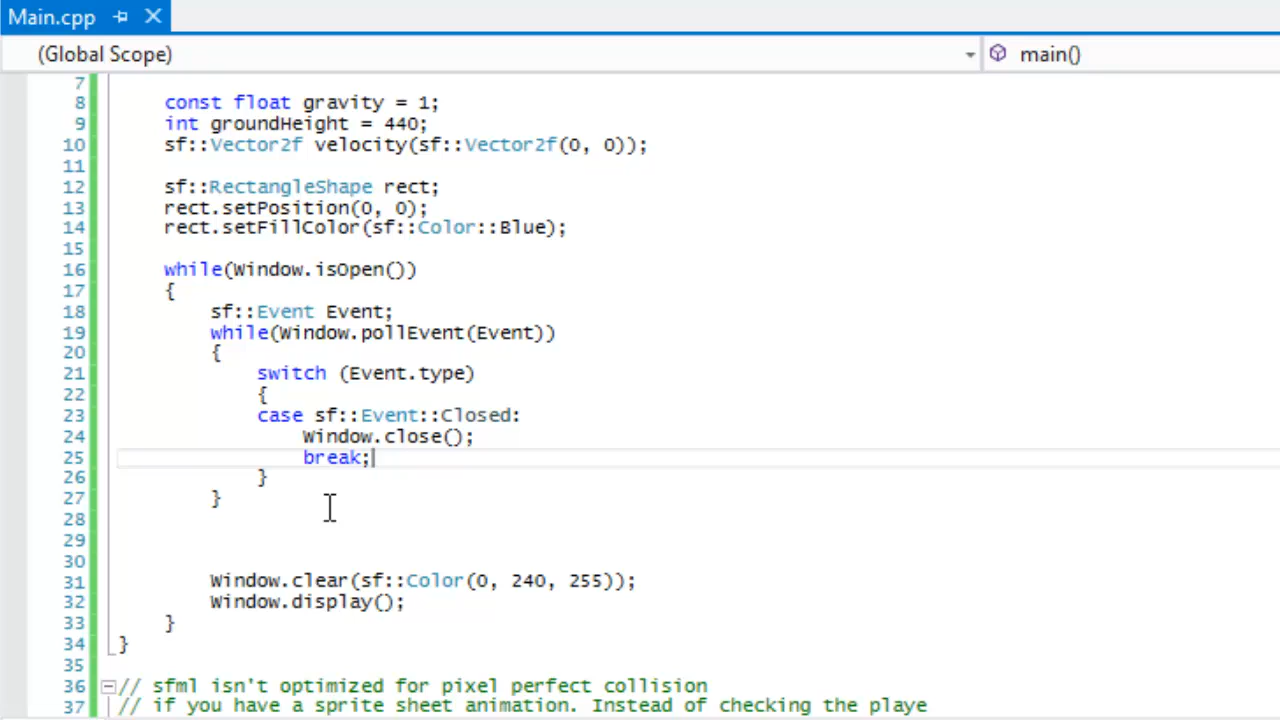 Main.cpp
(Global Scope) main()
7
8 const float gravity = 1;
9 int groundHeight = 440;
10 sf::Vector2f velocity(sf::Vector2f(0, 0));
11
12 sf::RectangleShape rect;
13 rect.setPosition(0, 0);
14 rect.setFillColor(sf::Color::Blue);
15
16 while(Window.isOpen())
17 {
18 sf::Event Event;
19 while(Window.pollEvent(Event))
20 {
21 switch (Event.type)
22 {
23 case sf::Event::Closed:
24 Window.close();
25 break;
26 }
27 }
28
29
30
31 Window.clear(sf::Color(0, 240, 255));
32 Window.display();
33 }
34 }
35
36 // sfml isn't optimized for pixel perfect collision
37 // if you have a sprite sheet animation. Instead of checking the playe